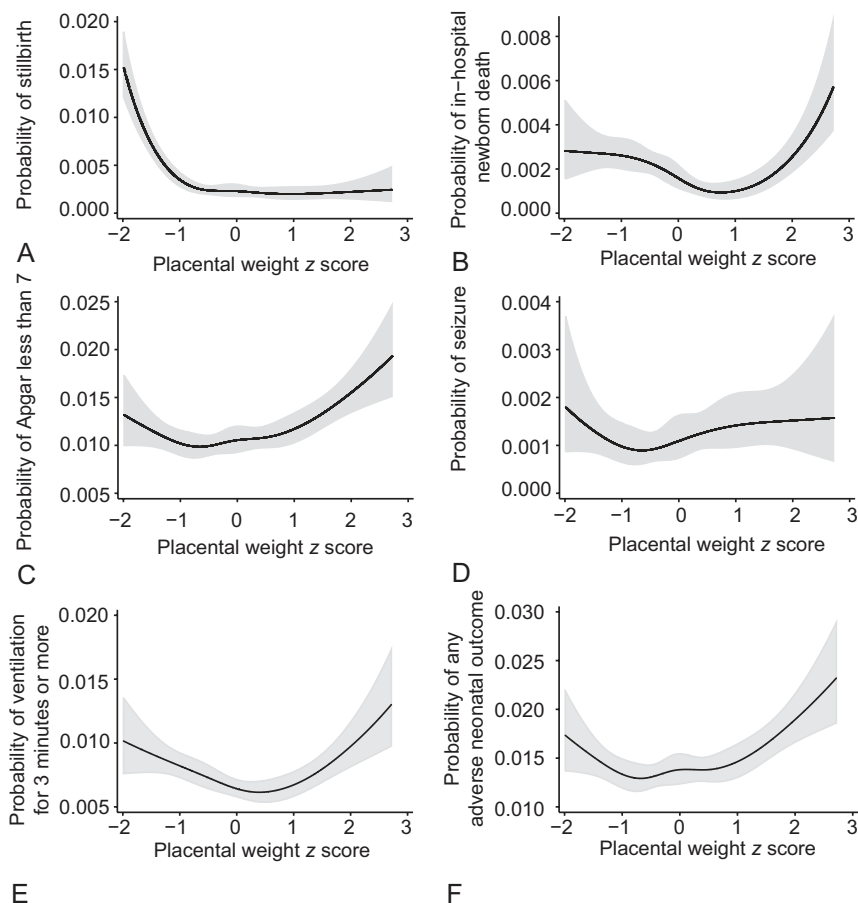 Probability of stillbirth
0.020
0.015
0.010
0.005
0.000
−2 −1 0 1 2 3
Placental weight z score
A
Probability of in−hospital
newborn death
0.008
0.006
0.004
0.002
0.000
−2 −1 0 1 2 3
Placental weight z score
B
Probability of Apgar less than 7
0.025
0.020
0.015
0.010
0.005
−2 −1 0 1 2 3
Placental weight z score
C
Probability of seizure
0.004
0.003
0.002
0.001
0.000
−2 −1 0 1 2 3
Placental weight z score
D
Probability of ventilation
for 3 minutes or more
0.020
0.015
0.010
0.005
−2 −1 0 1 2 3
Placental weight z score
E
Probability of any
adverse neonatal outcome
0.030
0.025
0.020
0.015
0.010
−2 −1 0 1 2 3
Placental weight z score
F